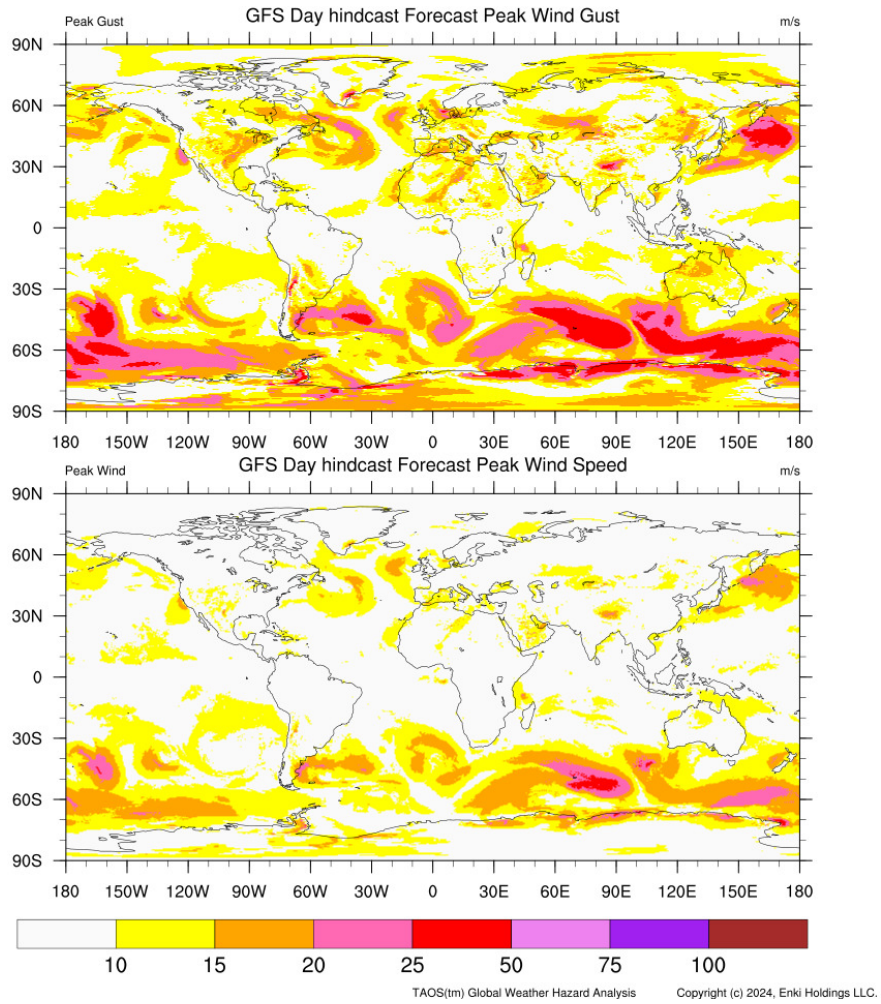 GFS Day hindcast Forecast Peak Wind Gust
Peak Gust
m/s
90N
60N
30N
0
30S
60S
90S
180 150W 120W 90W 60W 30W 0 30E 60E 90E 120E 150E 180
GFS Day hindcast Forecast Peak Wind Speed
Peak Wind
m/s
90N
60N
30N
0
30S
60S
90S
180 150W 120W 90W 60W 30W 0 30E 60E 90E 120E 150E 180
10 15 20 25 50 75 100
TAOS(tm) Global Weather Hazard Analysis Copyright (c) 2024, Enki Holdings LLC.